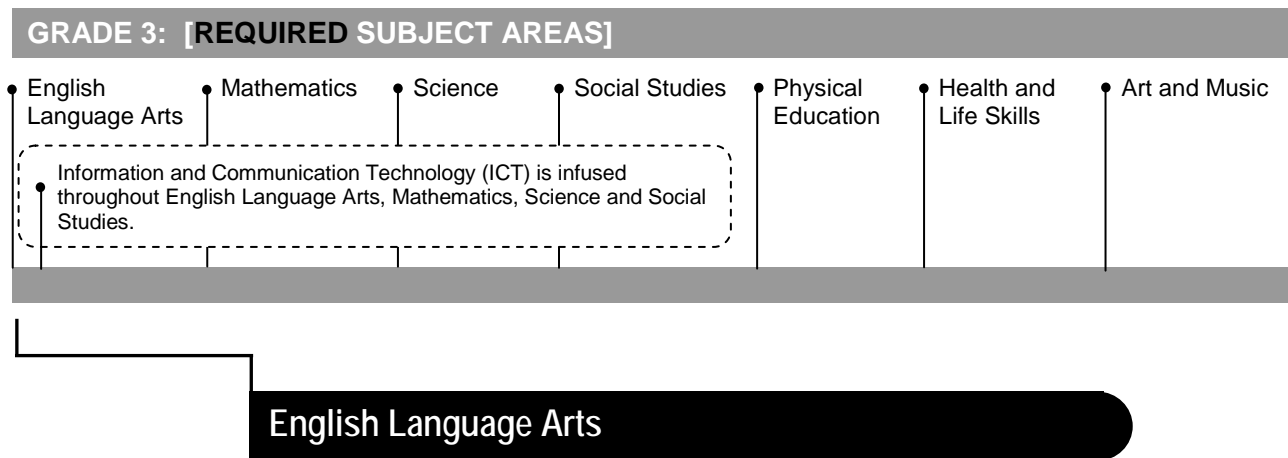 GRADE 3: [REQUIRED SUBJECT AREAS]
English
Language Arts
Mathematics
Science
Social Studies
Physical
Education
Health and
Life Skills
Art and Music
Information and Communication Technology (ICT) is infused
throughout English Language Arts, Mathematics, Science and Social
Studies.
English Language Arts